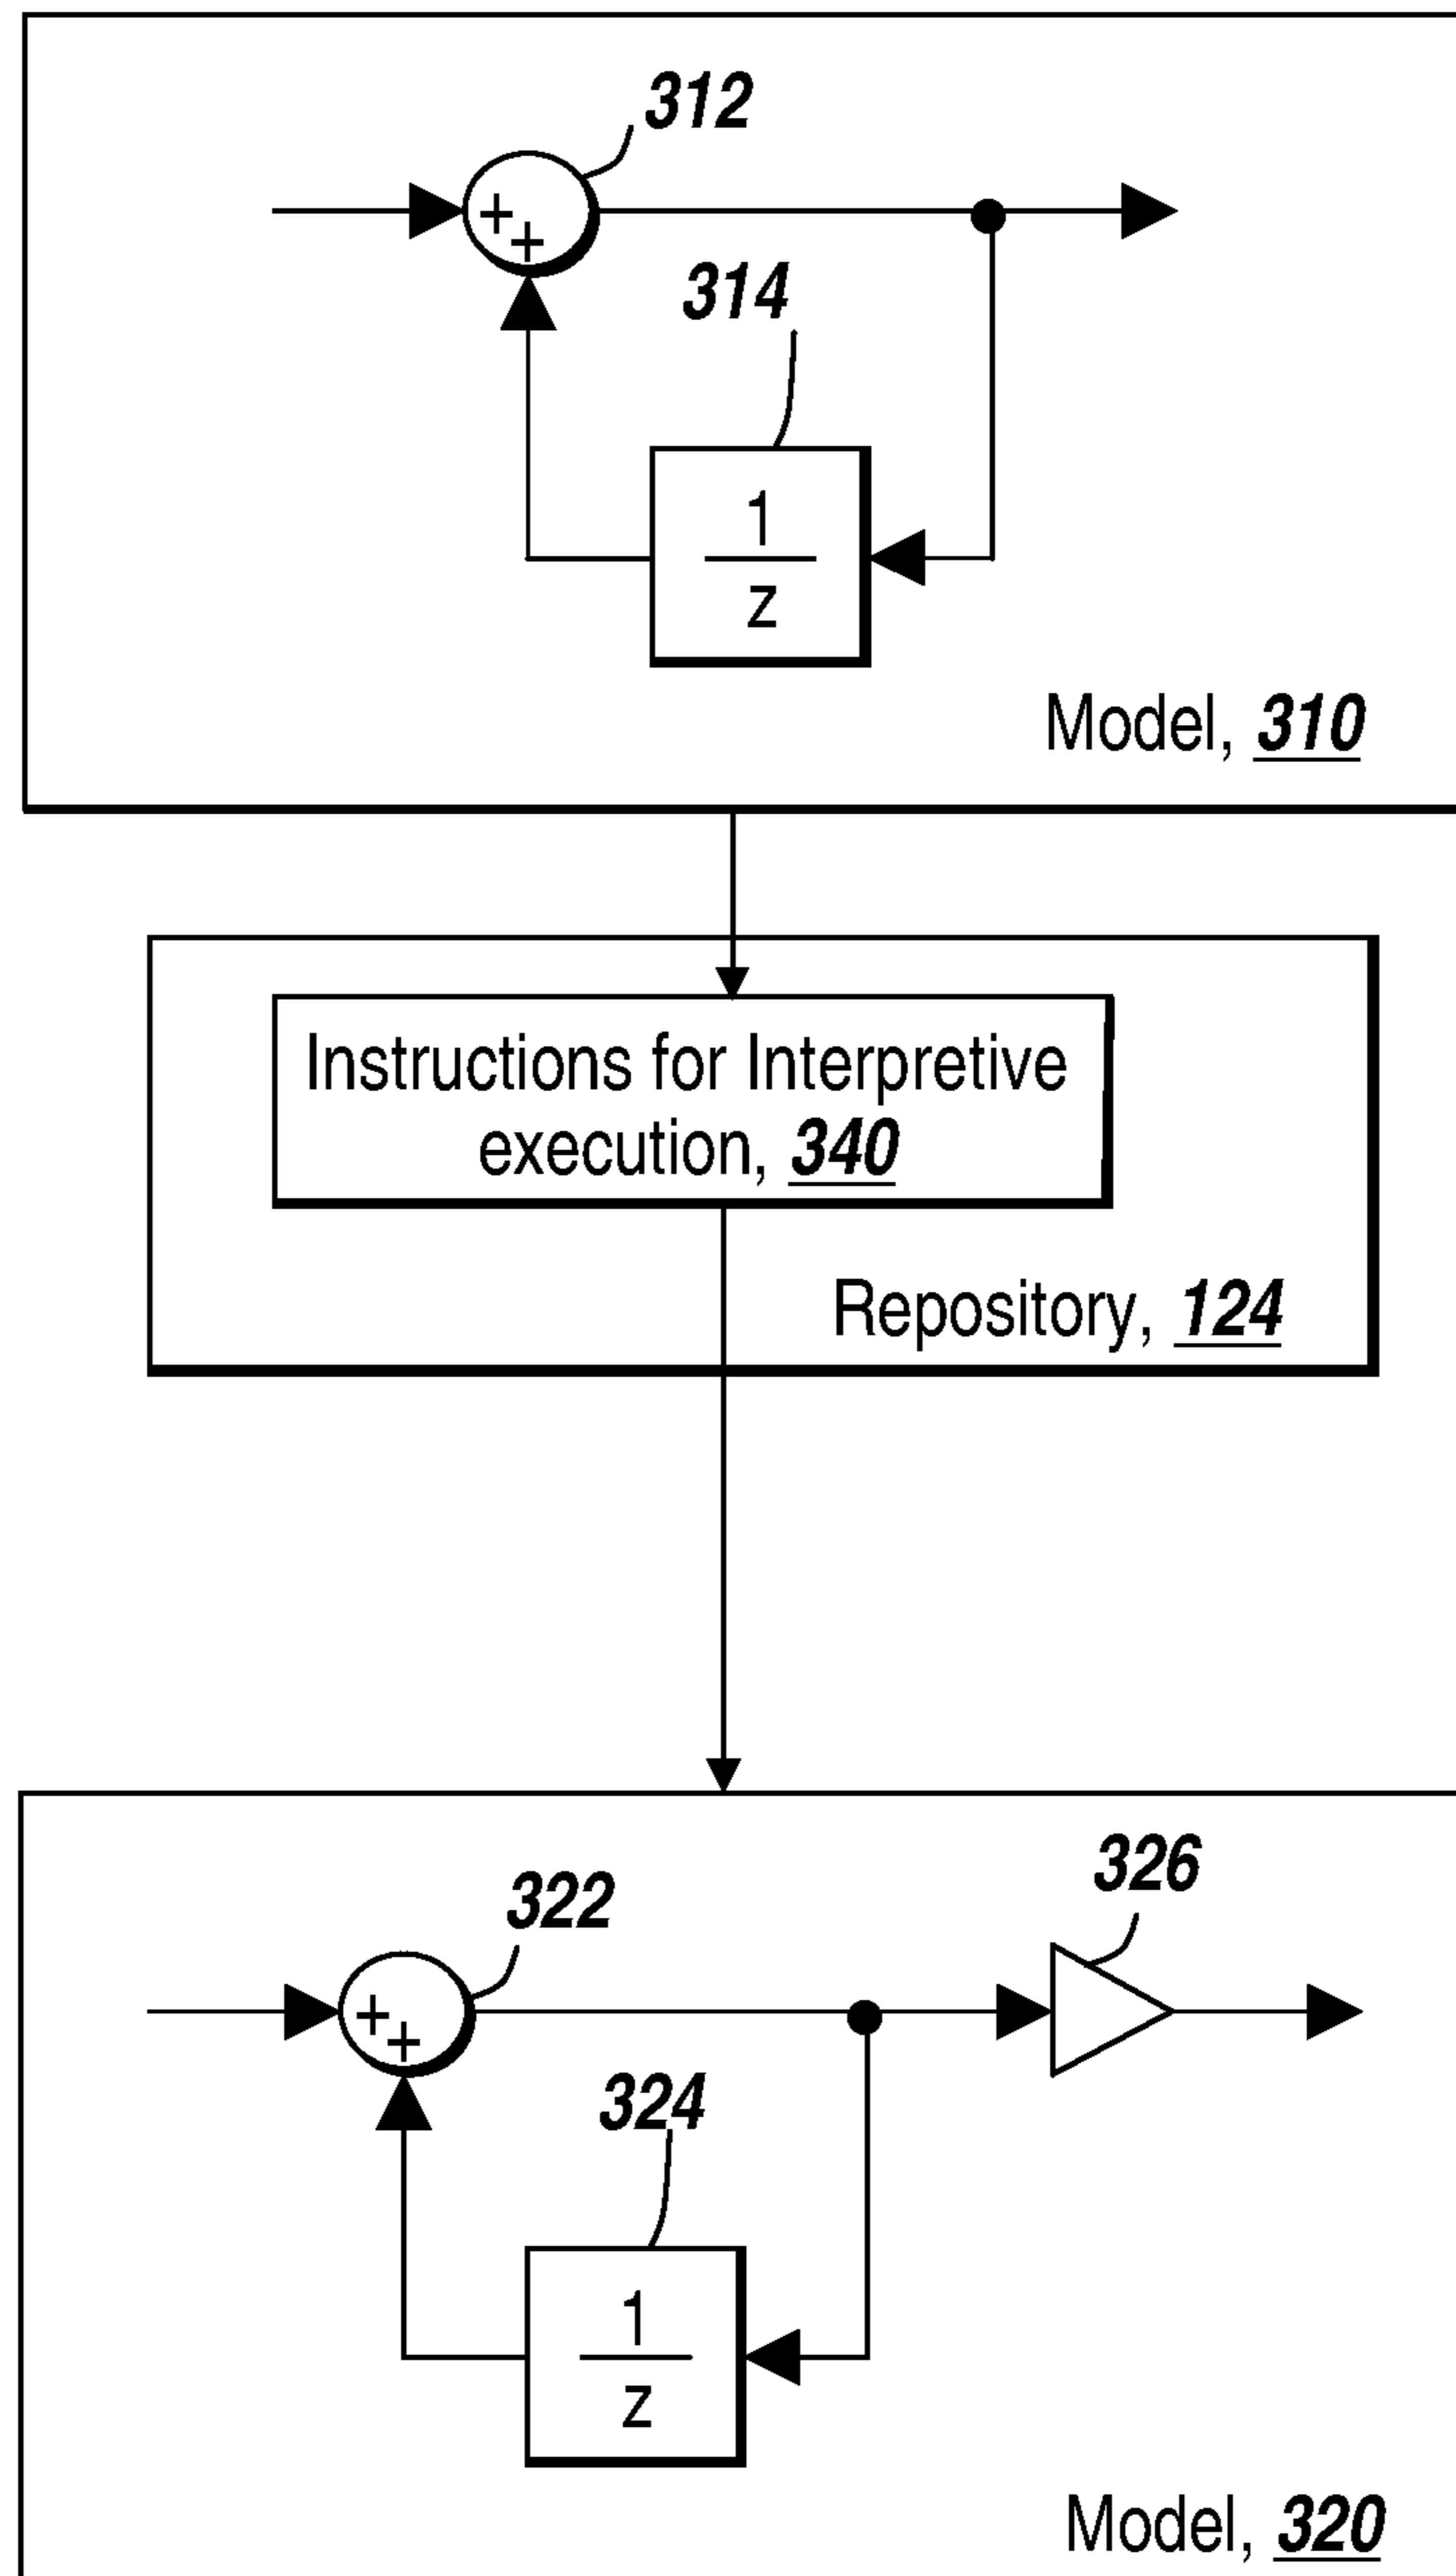 312
+
+
314
1
z
Model, 310
Instructions for Interpretive
execution, 340
Repository, 124
326
322
+
+
324
1
z
Model, 320